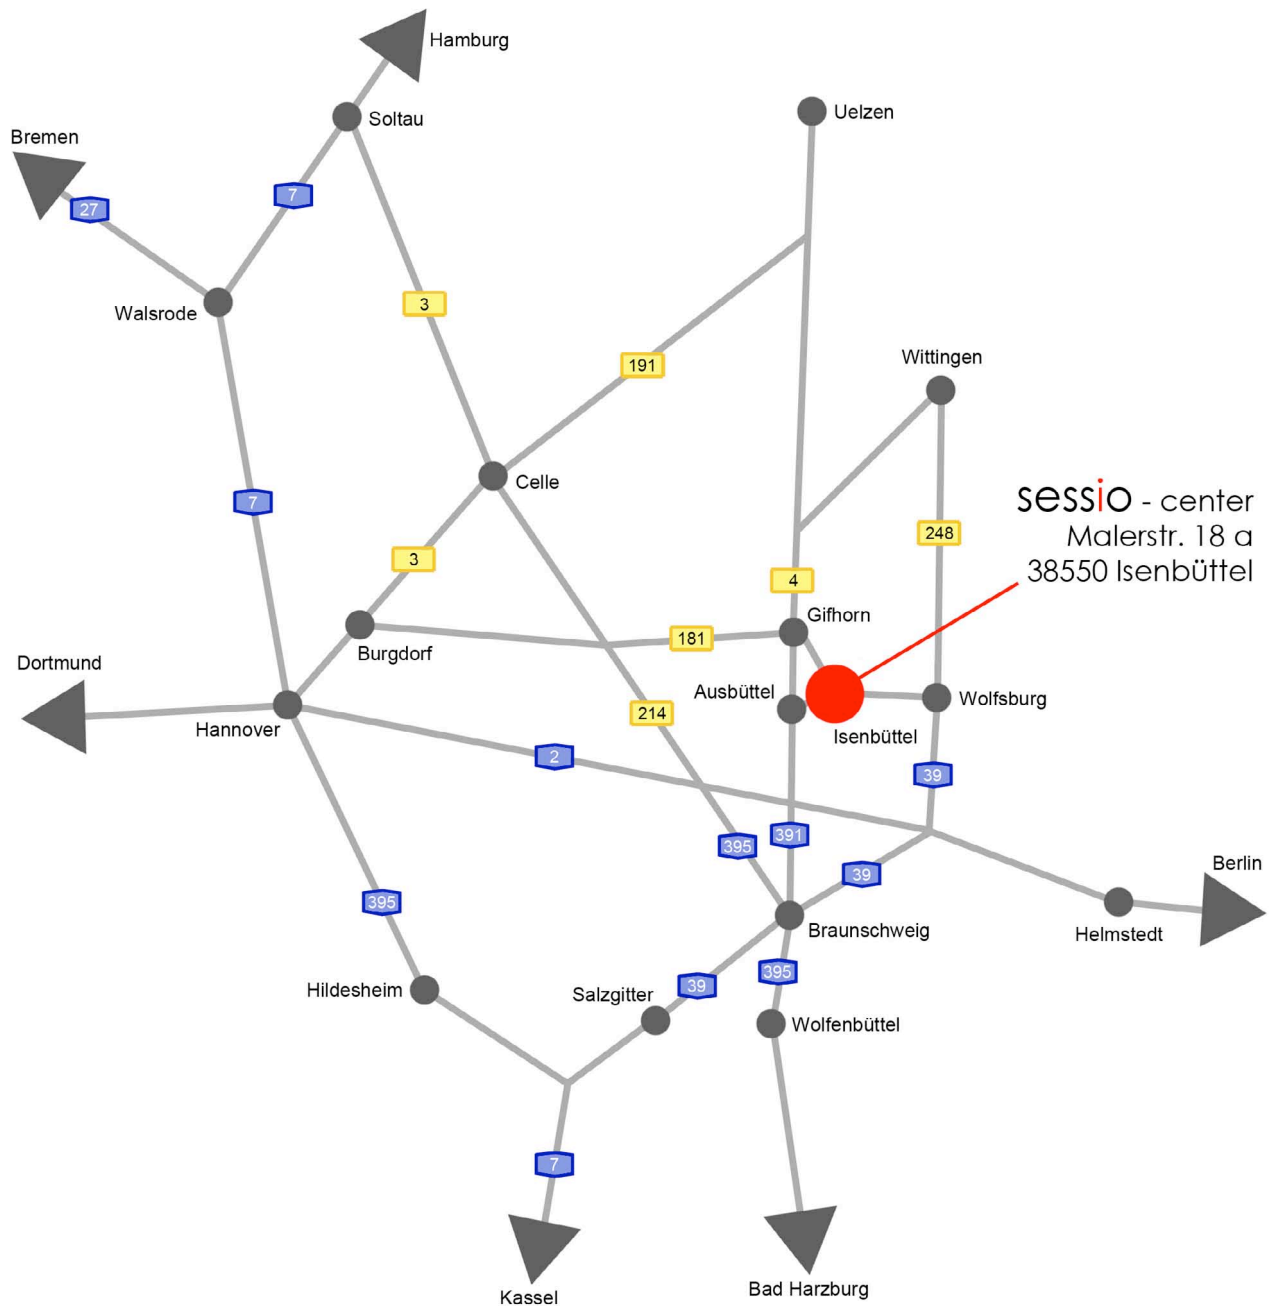 Hamburg
Soltau
Uelzen
Bremen
27
7
Walsrode
3
191
Wittingen
Celle
sessio - center
Malerstr. 18 a
38550 Isenbüttel
7
248
3
4
Gifhorn
181
Burgdorf
Dortmund
Ausbüttel
Wolfsburg
214
Hannover
Isenbüttel
2
39
391
395
39
Berlin
395
Braunschweig
Helmstedt
395
39
Hildesheim
Salzgitter
Wolfenbüttel
7
Bad Harzburg
Kassel